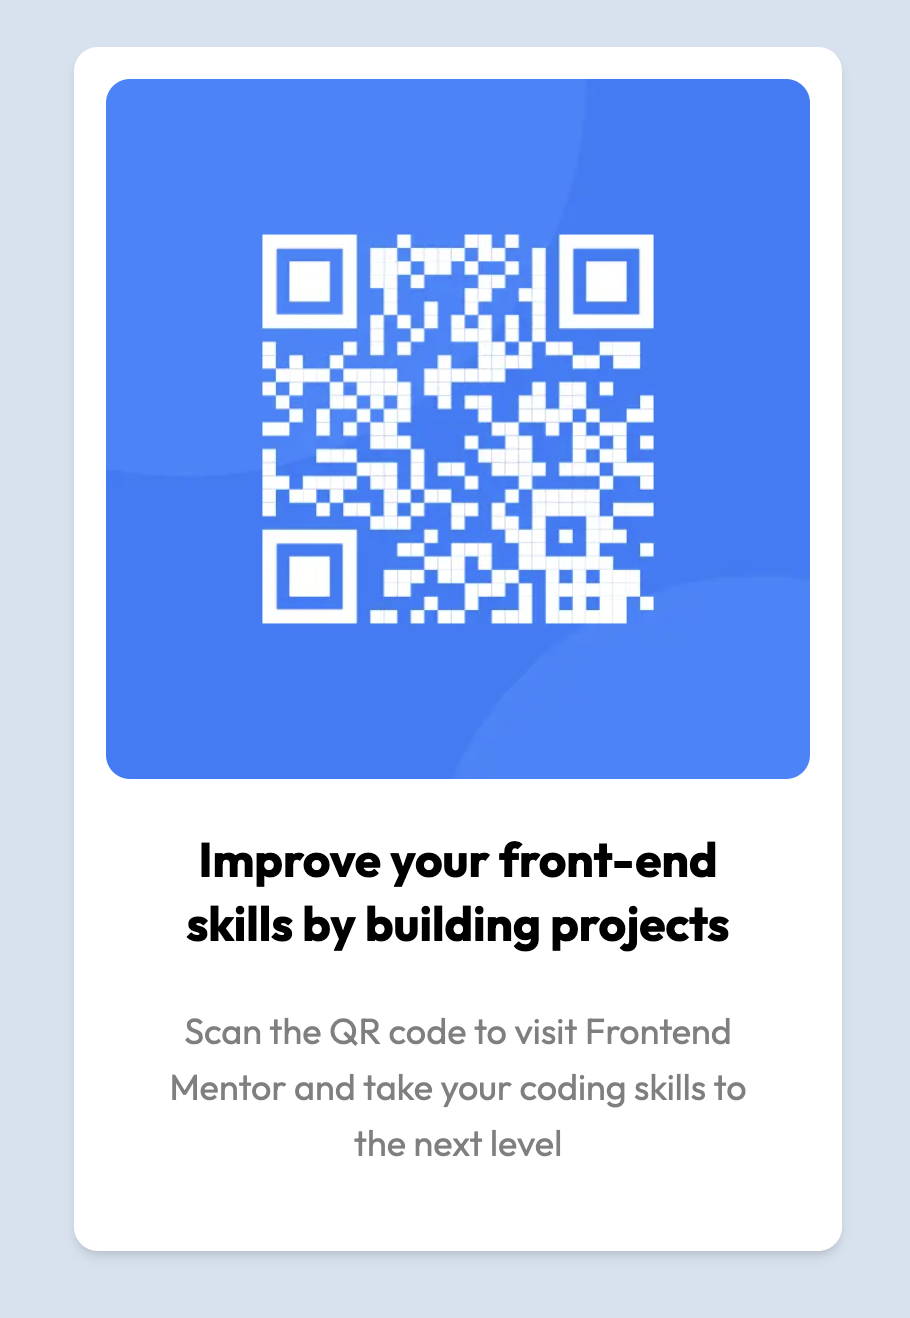 Improve your front-end
skills by building projects
Scan the QR code to visit Frontend
Mentor and take your coding skills to
the next level